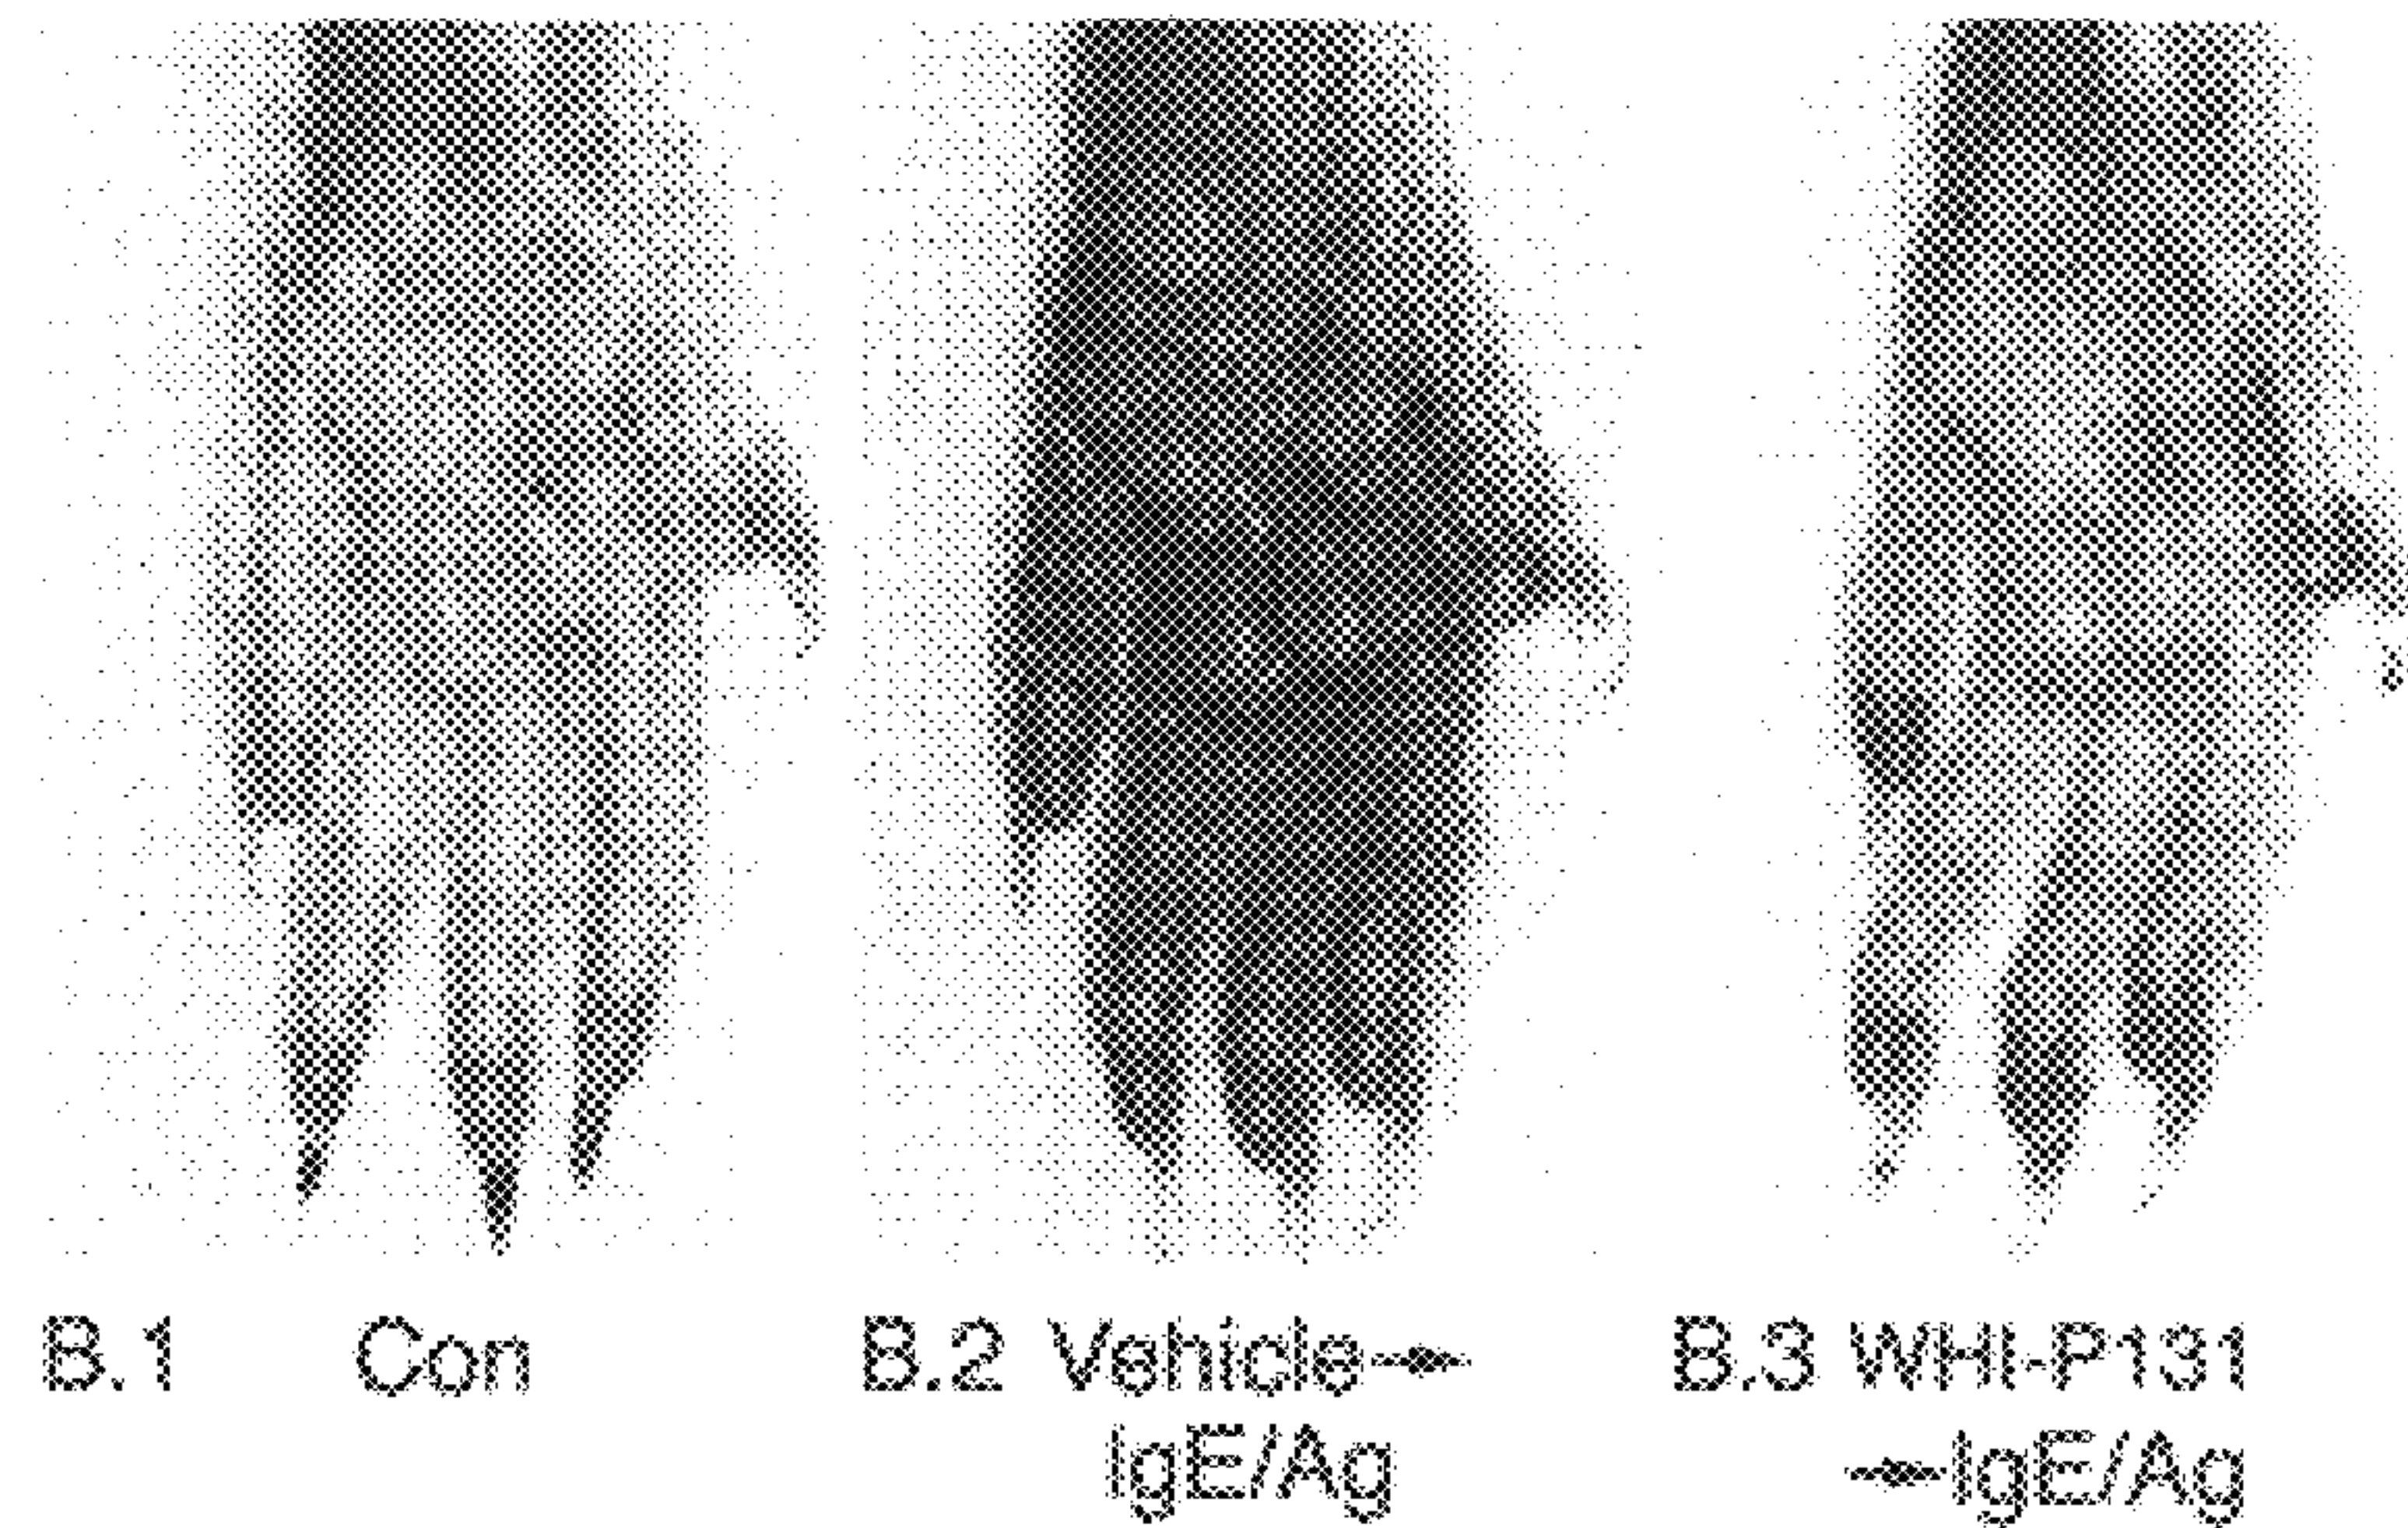 B.1 Con
B.2 Vehicle→
IgE/Ag
B.3 WHI-P131
→IgE/Ag